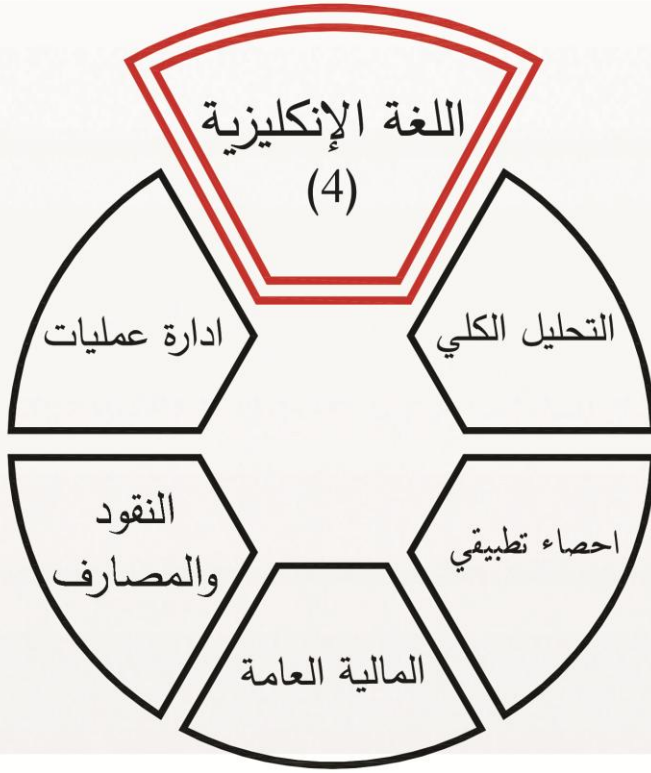 اللغة الإنكليزية
(4)
التحليل الكلي
ادارة عمليات
احصاء تطبيقي
النقود
والمصارف
المالية العامة